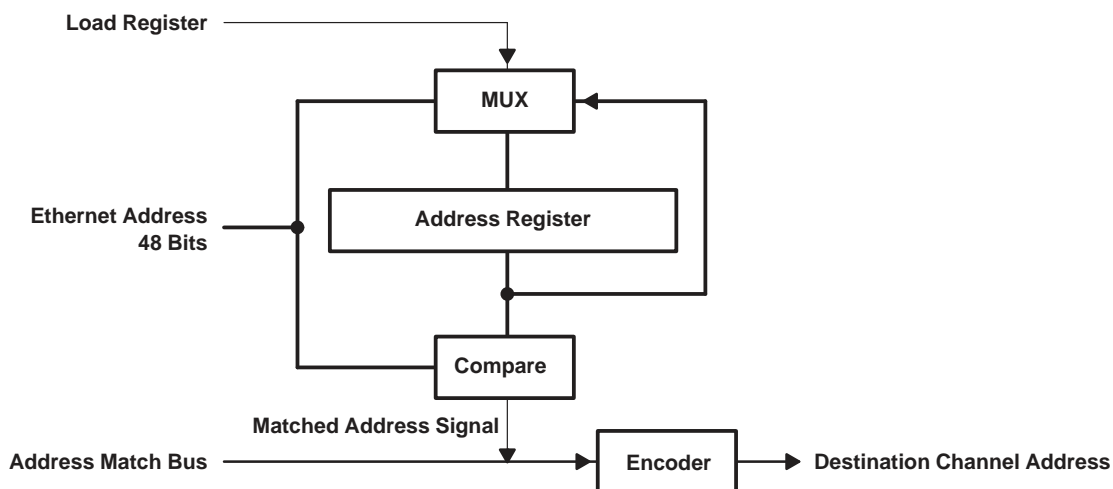 Load Register
MUX
Address Register
Ethernet Address
48 Bits
Compare
Matched Address Signal
Address Match Bus
Encoder
Destination Channel Address